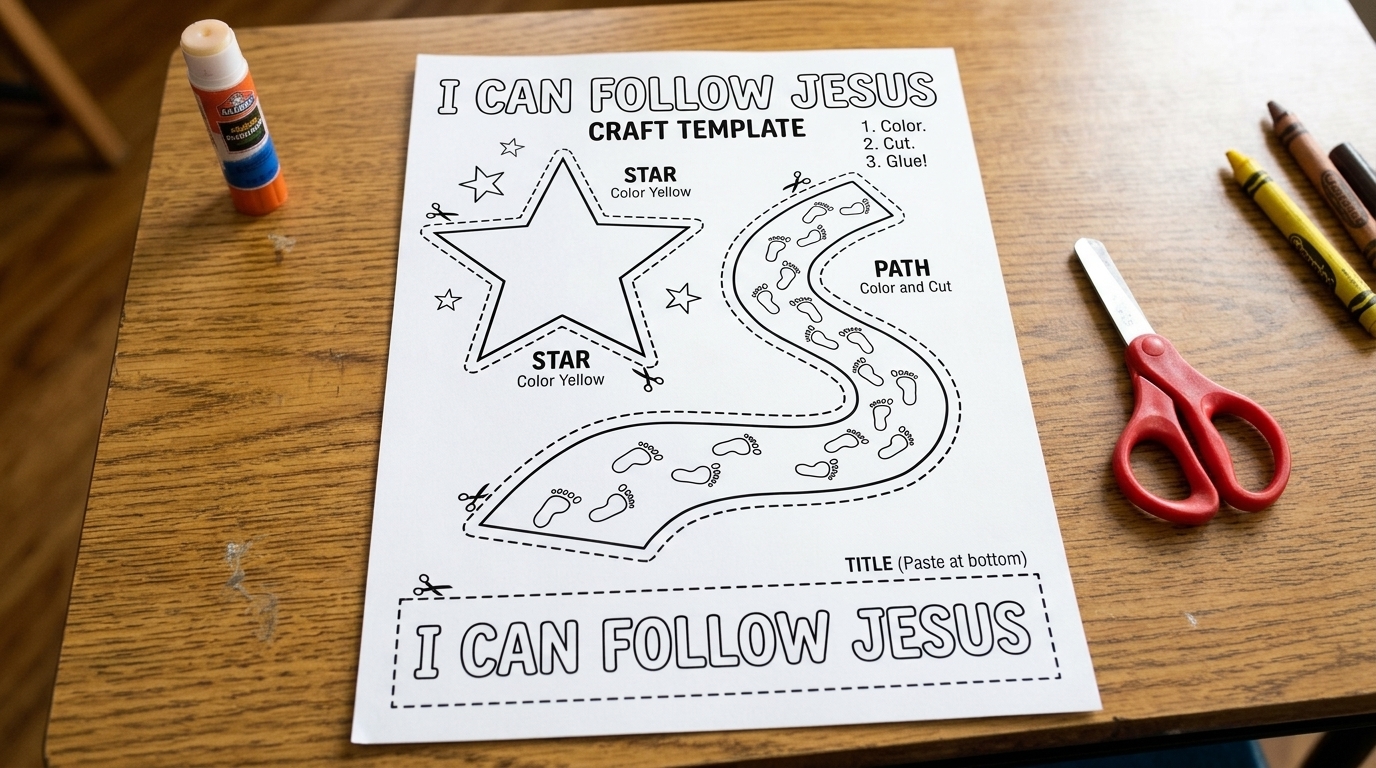 I CAN FOLLOW JESUS
CRAFT TEMPLATE
1. Color.
2. Cut.
3. Glue!
STAR
Color Yellow
PATH
Color and Cut
STAR
Color Yellow
TITLE (Paste at bottom)
I CAN FOLLOW JESUS